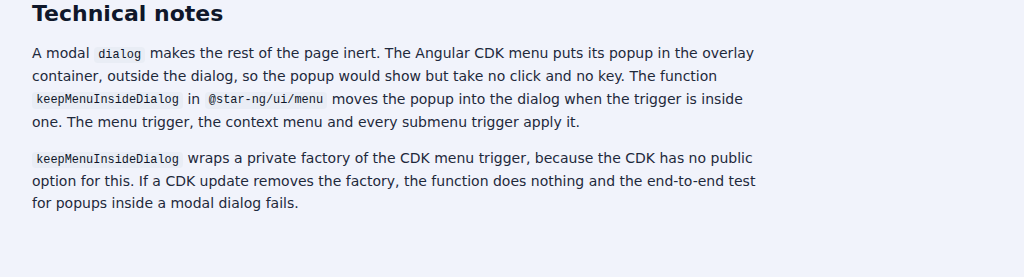 Technical notes
A modal dialog makes the rest of the page inert. The Angular CDK menu puts its popup in the overlay
container, outside the dialog, so the popup would show but take no click and no key. The function
keepMenuInsideDialog in @star-ng/ui/menu moves the popup into the dialog when the trigger is inside
one. The menu trigger, the context menu and every submenu trigger apply it.
keepMenuInsideDialog wraps a private factory of the CDK menu trigger, because the CDK has no public
option for this. If a CDK update removes the factory, the function does nothing and the end-to-end test
for popups inside a modal dialog fails.